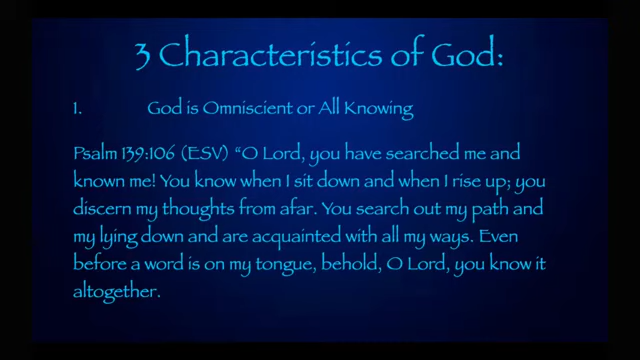 3 Characteristics of God:
1. God is Omniscient or All Knowing
Psalm 139:106 (ESV) “O Lord, you have searched me and
known me! You know when I sit down and when I rise up; you
discern my thoughts from afar. You search out my path and
my lying down and are acquainted with all my ways. Even
before a word is on my tongue, behold, O Lord, you know it
altogether.